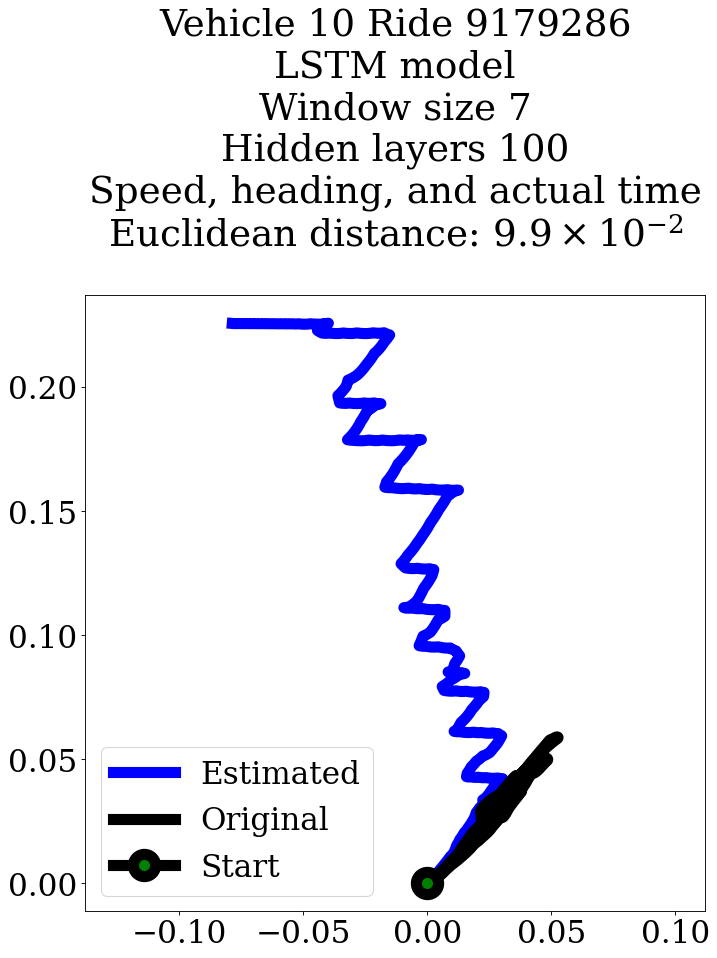 Vehicle 10 Ride 9179286
LSTM model
Window size 7
Hidden layers 100
Speed, heading, and actual time
Euclidean distance: 9.9 × 10⁻²
0.20
0.15
0.10
0.05
0.00
Estimated
Original
Start
−0.10 −0.05 0.00 0.05 0.10